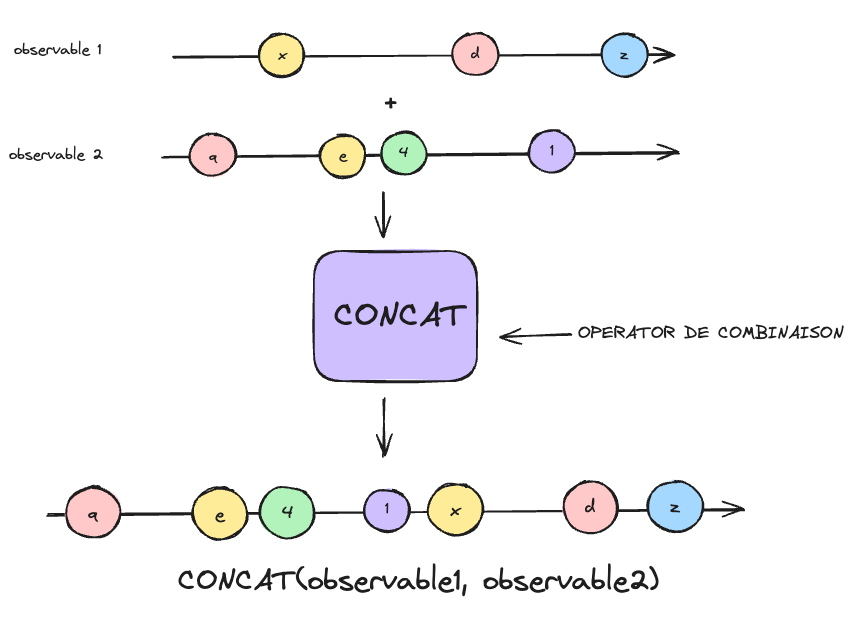 observable 1
x d z
+
observable 2
a e 4 1
CONCAT
OPERATOR DE COMBINAISON
a e 4 1 x d z
CONCAT(observable1, observable2)